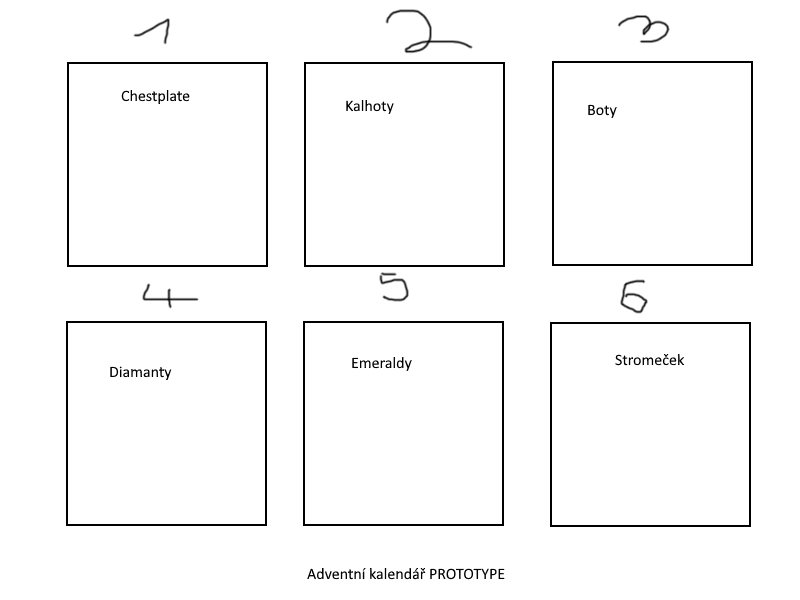 1 2 3
Chestplate
Kalhoty
Boty
4 5 6
Diamanty
Emeraldy
Stromeček
Adventní kalendář PROTOTYPE